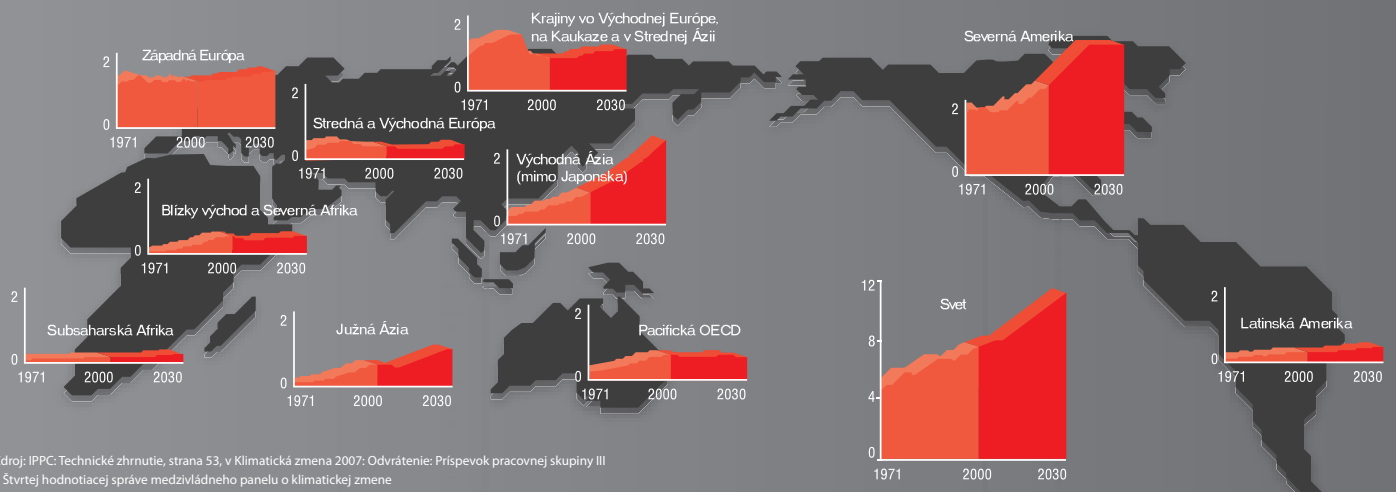 Západná Európa
2
0
1971 2000 2030
Krajiny vo Východnej Európe,
na Kaukaze a v Strednej Ázii
2
0
1971 2000 2030
Severná Amerika
2
0
1971 2000 2030
Stredná a Východná Európa
2
0
1971 2000 2030
Východná Ázia
(mimo Japonska)
2
0
1971 2000 2030
Blízky východ a Severná Afrika
2
0
1971 2000 2030
Subsaharská Afrika
2
0
1971 2000 2030
Južná Ázia
2
0
1971 2000 2030
Pacifická OECD
2
0
1971 2000 2030
Svet
12
8
4
0
1971 2000 2030
Latinská Amerika
2
0
1971 2000 2030
droj: IPPC: Technické zhrnutie, strana 53, v Klimatická zmena 2007: Odvrátenie: Príspevok pracovnej skupiny III
Štvrtej hodnotiacej správe medzivládneho panelu o klimatickej zmene